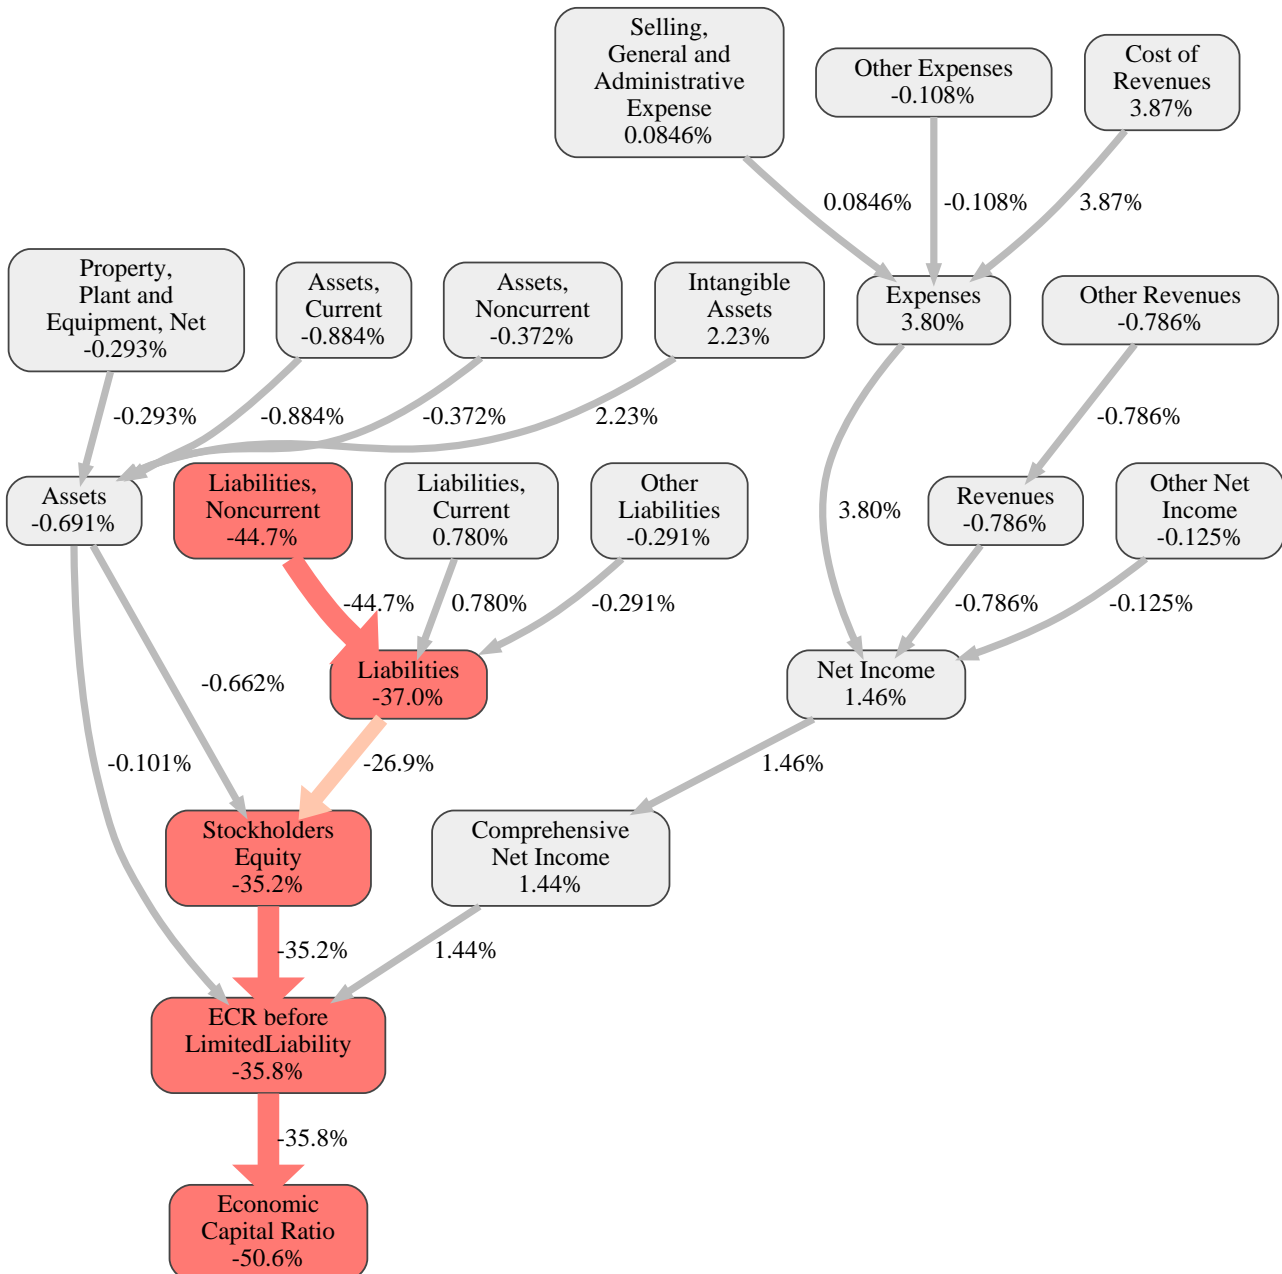 Selling,
General and
Administrative
Expense
0.0846%
Other Expenses
-0.108%
Cost of
Revenues
3.87%
0.0846%
-0.108%
3.87%
Property,
Plant and
Equipment, Net
-0.293%
Assets,
Current
-0.884%
Assets,
Noncurrent
-0.372%
Intangible
Assets
2.23%
Expenses
3.80%
Other Revenues
-0.786%
-0.293%
-0.884%
-0.372%
2.23%
-0.786%
Assets
-0.691%
Liabilities,
Noncurrent
-44.7%
Liabilities,
Current
0.780%
Other
Liabilities
-0.291%
3.80%
Revenues
-0.786%
Other Net
Income
-0.125%
-44.7%
0.780%
-0.291%
-0.786%
-0.125%
-0.662%
Liabilities
-37.0%
Net Income
1.46%
-0.101%
-26.9%
1.46%
Stockholders
Equity
-35.2%
Comprehensive
Net Income
1.44%
-35.2%
1.44%
ECR before
LimitedLiability
-35.8%
-35.8%
Economic
Capital Ratio
-50.6%